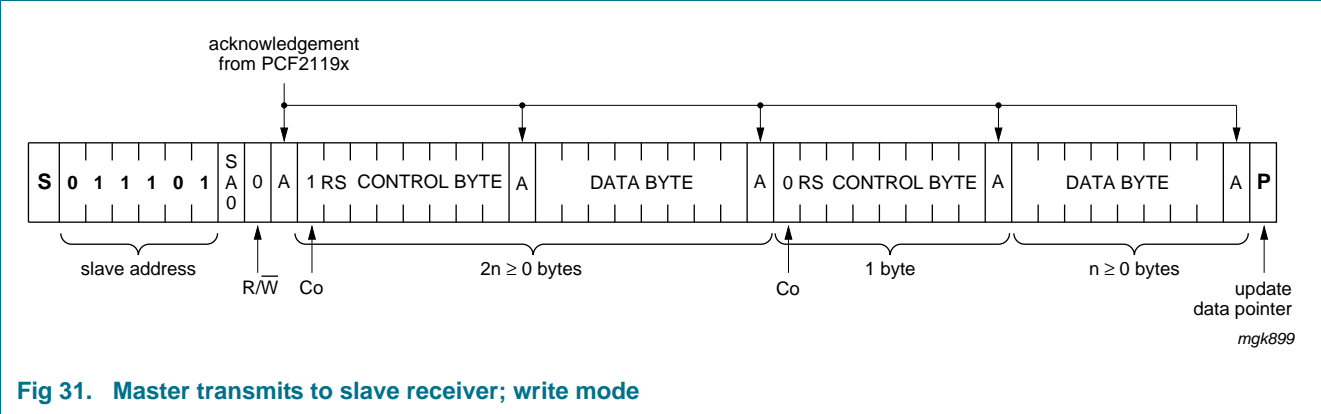 acknowledgement
from PCF2119x
S 0 1 1 1 0 1 SA0 0 A 1 RS CONTROL BYTE A DATA BYTE A 0 RS CONTROL BYTE A DATA BYTE A P
slave address
2n ≥ 0 bytes
1 byte
n ≥ 0 bytes
R/W̅
Co
Co
update
data pointer
mgk899
Fig 31. Master transmits to slave receiver; write mode